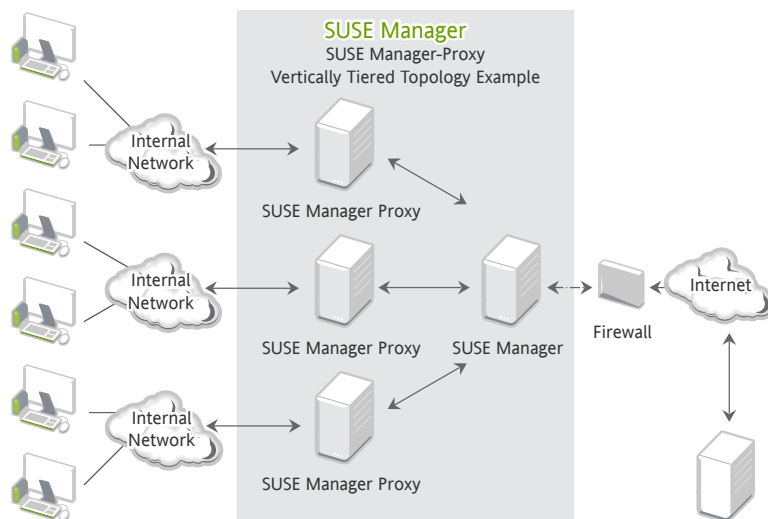 SUSE Manager
SUSE Manager-Proxy
Vertically Tiered Topology Example
Internal
Network
SUSE Manager Proxy
Internal
Network
SUSE Manager Proxy
SUSE Manager
Firewall
Internet
Internal
Network
SUSE Manager Proxy